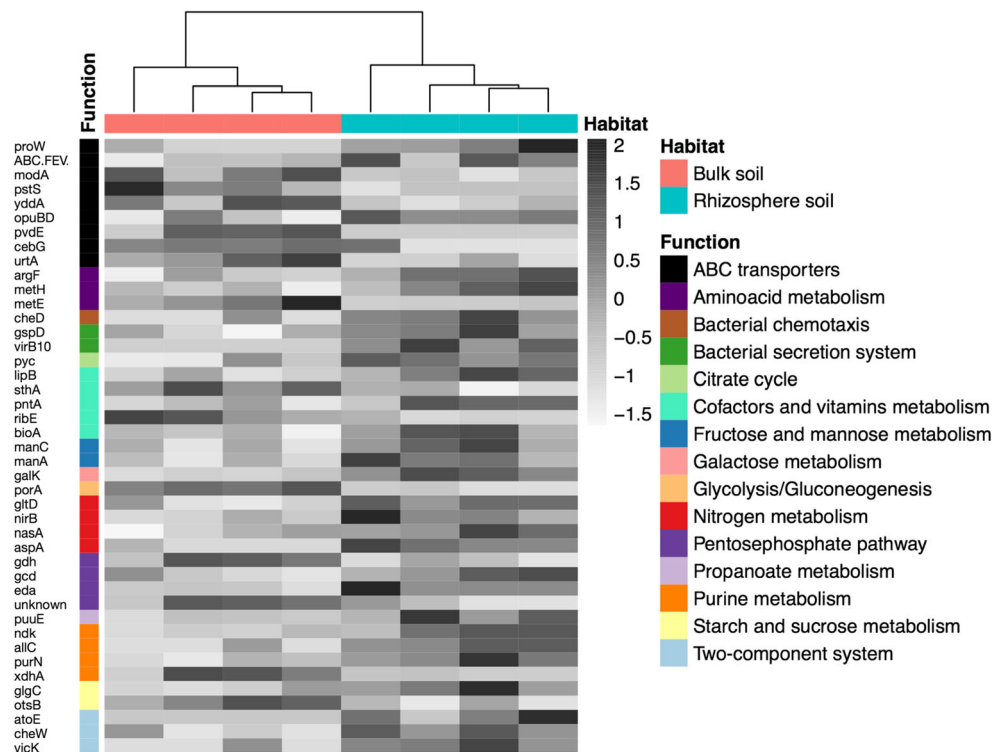 Function
Habitat
proW
ABC.FEV.
modA
pstS
yddA
opuBD
pvdE
cebG
urtA
argF
metH
metE
cheD
gspD
virB10
pyc
lipB
sthA
pntA
ribE
bioA
manC
manA
galK
porA
gltD
nirB
nasA
aspA
gdh
gcd
eda
unknown
puuE
ndk
allC
purN
xdhA
glgC
otsB
atoE
cheW
vicK
2
1.5
1
0.5
0
−0.5
−1
−1.5
Habitat
Bulk soil
Rhizosphere soil
Function
ABC transporters
Aminoacid metabolism
Bacterial chemotaxis
Bacterial secretion system
Citrate cycle
Cofactors and vitamins metabolism
Fructose and mannose metabolism
Galactose metabolism
Glycolysis/Gluconeogenesis
Nitrogen metabolism
Pentosephosphate pathway
Propanoate metabolism
Purine metabolism
Starch and sucrose metabolism
Two-component system